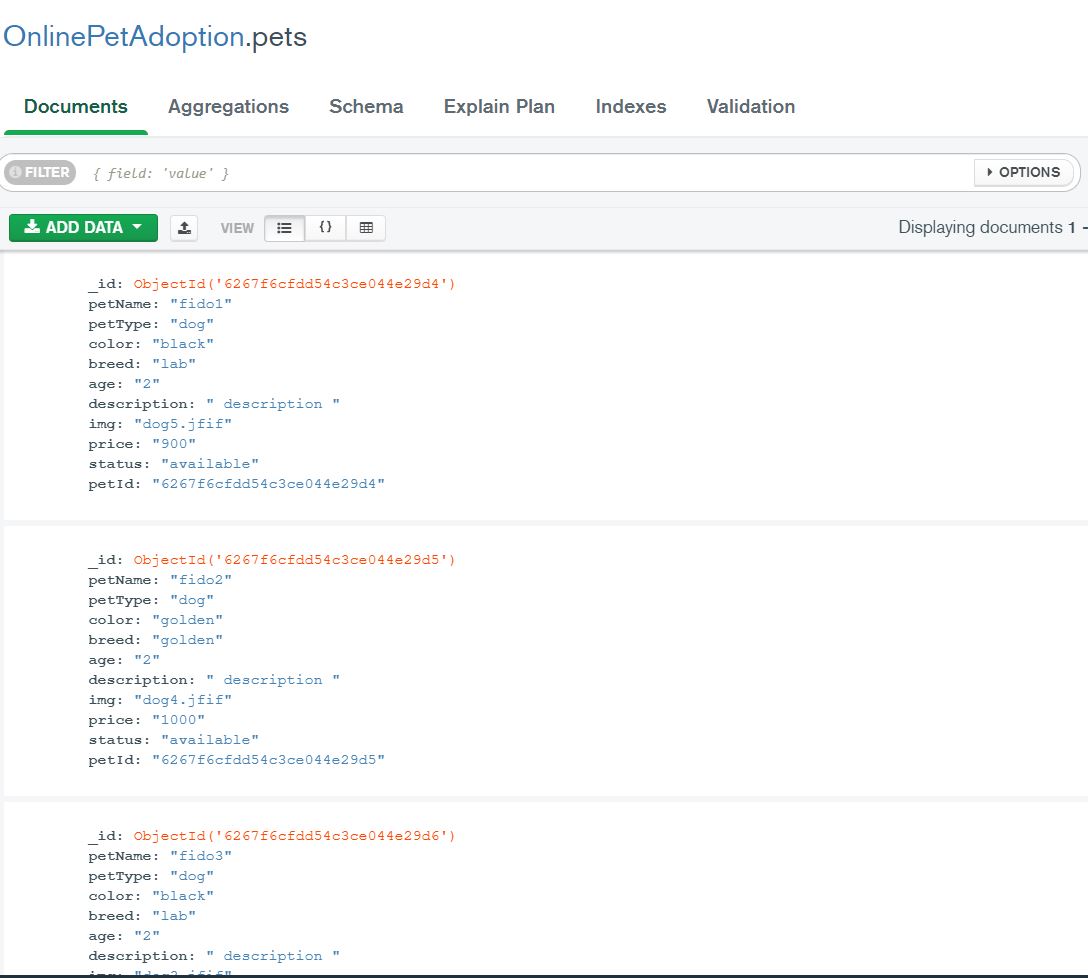 OnlinePetAdoption.pets
Documents Aggregations Schema Explain Plan Indexes Validation
FILTER { field: 'value' } OPTIONS
ADD DATA VIEW {} Displaying documents 1 -
_id: ObjectId('6267f6cfdd54c3ce044e29d4')
petName: "fido1"
petType: "dog"
color: "black"
breed: "lab"
age: "2"
description: " description "
img: "dog5.jfif"
price: "900"
status: "available"
petId: "6267f6cfdd54c3ce044e29d4"
_id: ObjectId('6267f6cfdd54c3ce044e29d5')
petName: "fido2"
petType: "dog"
color: "golden"
breed: "golden"
age: "2"
description: " description "
img: "dog4.jfif"
price: "1000"
status: "available"
petId: "6267f6cfdd54c3ce044e29d5"
_id: ObjectId('6267f6cfdd54c3ce044e29d6')
petName: "fido3"
petType: "dog"
color: "black"
breed: "lab"
age: "2"
description: " description "